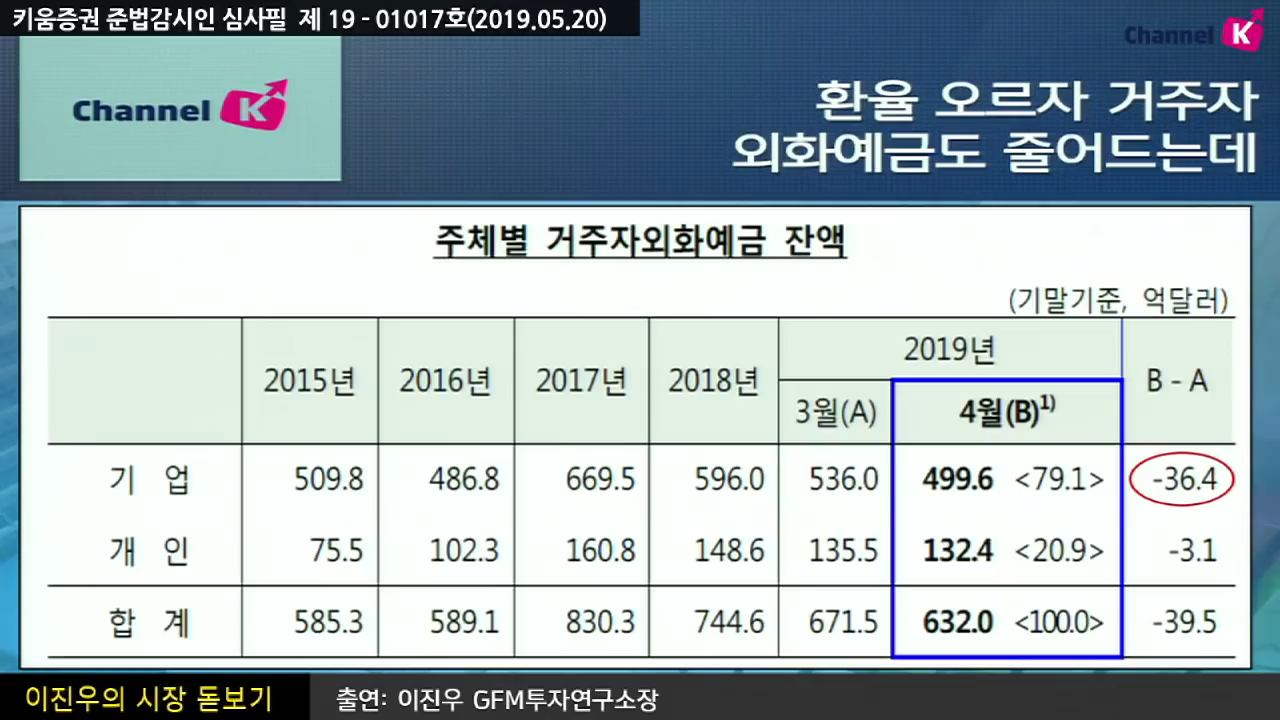 키움증권 준법감시인 심사필 제 19 - 01017호(2019.05.20)
Channel K
Channel K
환율 오르자 거주자
외화예금도 줄어드는데
주체별 거주자외화예금 잔액
(기말기준, 억달러)
2015년 2016년 2017년 2018년 2019년 B - A
3월(A) 4월(B)1)
기 업 509.8 486.8 669.5 596.0 536.0 499.6 <79.1> -36.4
개 인 75.5 102.3 160.8 148.6 135.5 132.4 <20.9> -3.1
합 계 585.3 589.1 830.3 744.6 671.5 632.0 <100.0> -39.5
이진우의 시장 돋보기
출연: 이진우 GFM투자연구소장